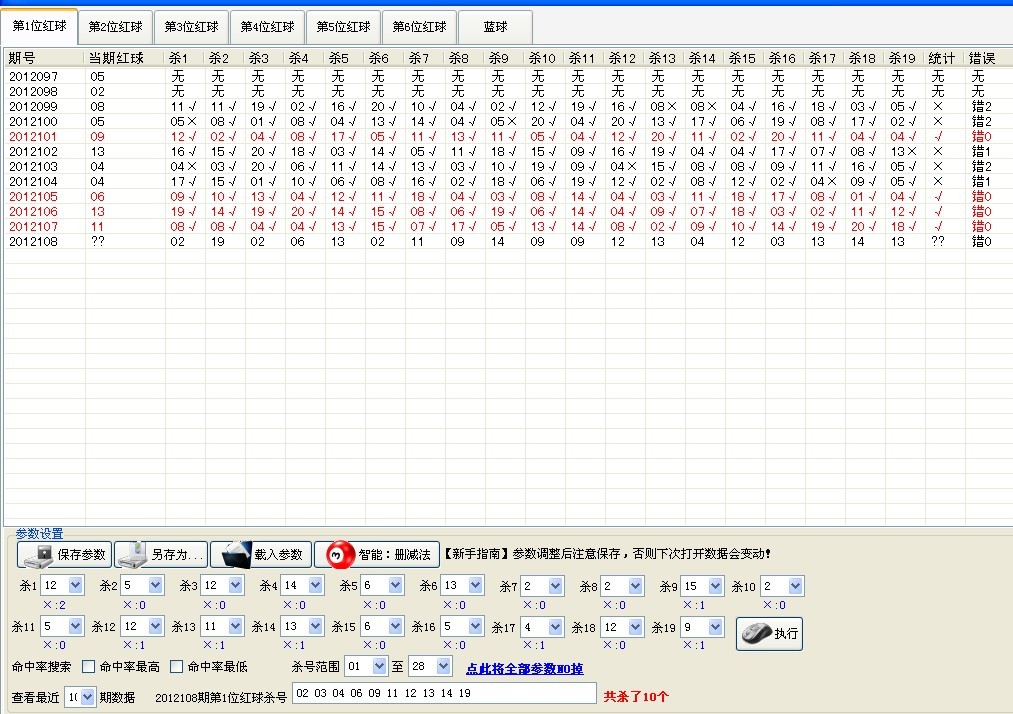 第1位红球 第2位红球 第3位红球 第4位红球 第5位红球 第6位红球 蓝球
期号 当期红球 杀1 杀2 杀3 杀4 杀5 杀6 杀7 杀8 杀9 杀10 杀11 杀12 杀13 杀14 杀15 杀16 杀17 杀18 杀19 统计 错误
2012097 05 无 无 无 无 无 无 无 无 无 无 无 无 无 无 无 无 无 无 无 无 无
2012098 02 无 无 无 无 无 无 无 无 无 无 无 无 无 无 无 无 无 无 无 无 无
2012099 08 11√ 11√ 19√ 02√ 16√ 20√ 10√ 04√ 02√ 12√ 19√ 16√ 08× 08× 04√ 16√ 18√ 03√ 05√ × 错2
2012100 05 05× 08√ 01√ 08√ 04√ 13√ 14√ 04√ 05× 20√ 04√ 20√ 13√ 17√ 06√ 19√ 08√ 17√ 02√ × 错2
2012101 09 12√ 02√ 04√ 08√ 17√ 05√ 11√ 13√ 11√ 05√ 04√ 12√ 20√ 11√ 02√ 20√ 11√ 04√ 04√ √ 错0
2012102 13 16√ 15√ 20√ 18√ 03√ 14√ 05√ 11√ 18√ 15√ 09√ 16√ 19√ 04√ 04√ 17√ 07√ 08√ 13× × 错1
2012103 04 04× 03√ 20√ 06√ 11√ 14√ 13√ 03√ 10√ 19√ 09√ 04× 15√ 08√ 08√ 09√ 11√ 16√ 05√ × 错2
2012104 04 17√ 15√ 01√ 10√ 06√ 08√ 16√ 02√ 18√ 06√ 19√ 12√ 02√ 08√ 12√ 02√ 04× 09√ 05√ × 错1
2012105 06 09√ 10√ 13√ 04√ 12√ 11√ 18√ 04√ 03√ 08√ 14√ 04√ 03√ 11√ 18√ 17√ 08√ 01√ 04√ √ 错0
2012106 13 19√ 14√ 19√ 20√ 14√ 15√ 08√ 06√ 19√ 06√ 14√ 04√ 09√ 07√ 18√ 03√ 02√ 11√ 12√ √ 错0
2012107 11 08√ 08√ 04√ 04√ 13√ 15√ 07√ 17√ 05√ 13√ 14√ 08√ 02√ 09√ 10√ 14√ 19√ 20√ 18√ √ 错0
2012108 ?? 02 19 02 06 13 02 11 09 14 09 09 12 13 04 12 03 13 14 13 ?? 错0
参数设置
保存参数 另存为... 载入参数 3 智能：删减法 【新手指南】参数调整后注意保存，否则下次打开数据会变动！
杀1 12 杀2 5 杀3 12 杀4 14 杀5 6 杀6 13 杀7 2 杀8 2 杀9 15 杀10 2
×:2 ×:0 ×:0 ×:0 ×:0 ×:0 ×:0 ×:0 ×:1 ×:0
杀11 5 杀12 12 杀13 11 杀14 13 杀15 6 杀16 5 杀17 4 杀18 12 杀19 9 执行
×:0 ×:1 ×:1 ×:1 ×:0 ×:0 ×:1 ×:0 ×:1
命中率搜索 命中率最高 命中率最低 杀号范围 01 至 28 点此将全部参数NO掉
查看最近 期数据 2012108期第1位红球杀号 02 03 04 06 09 11 12 13 14 19 共杀了10个